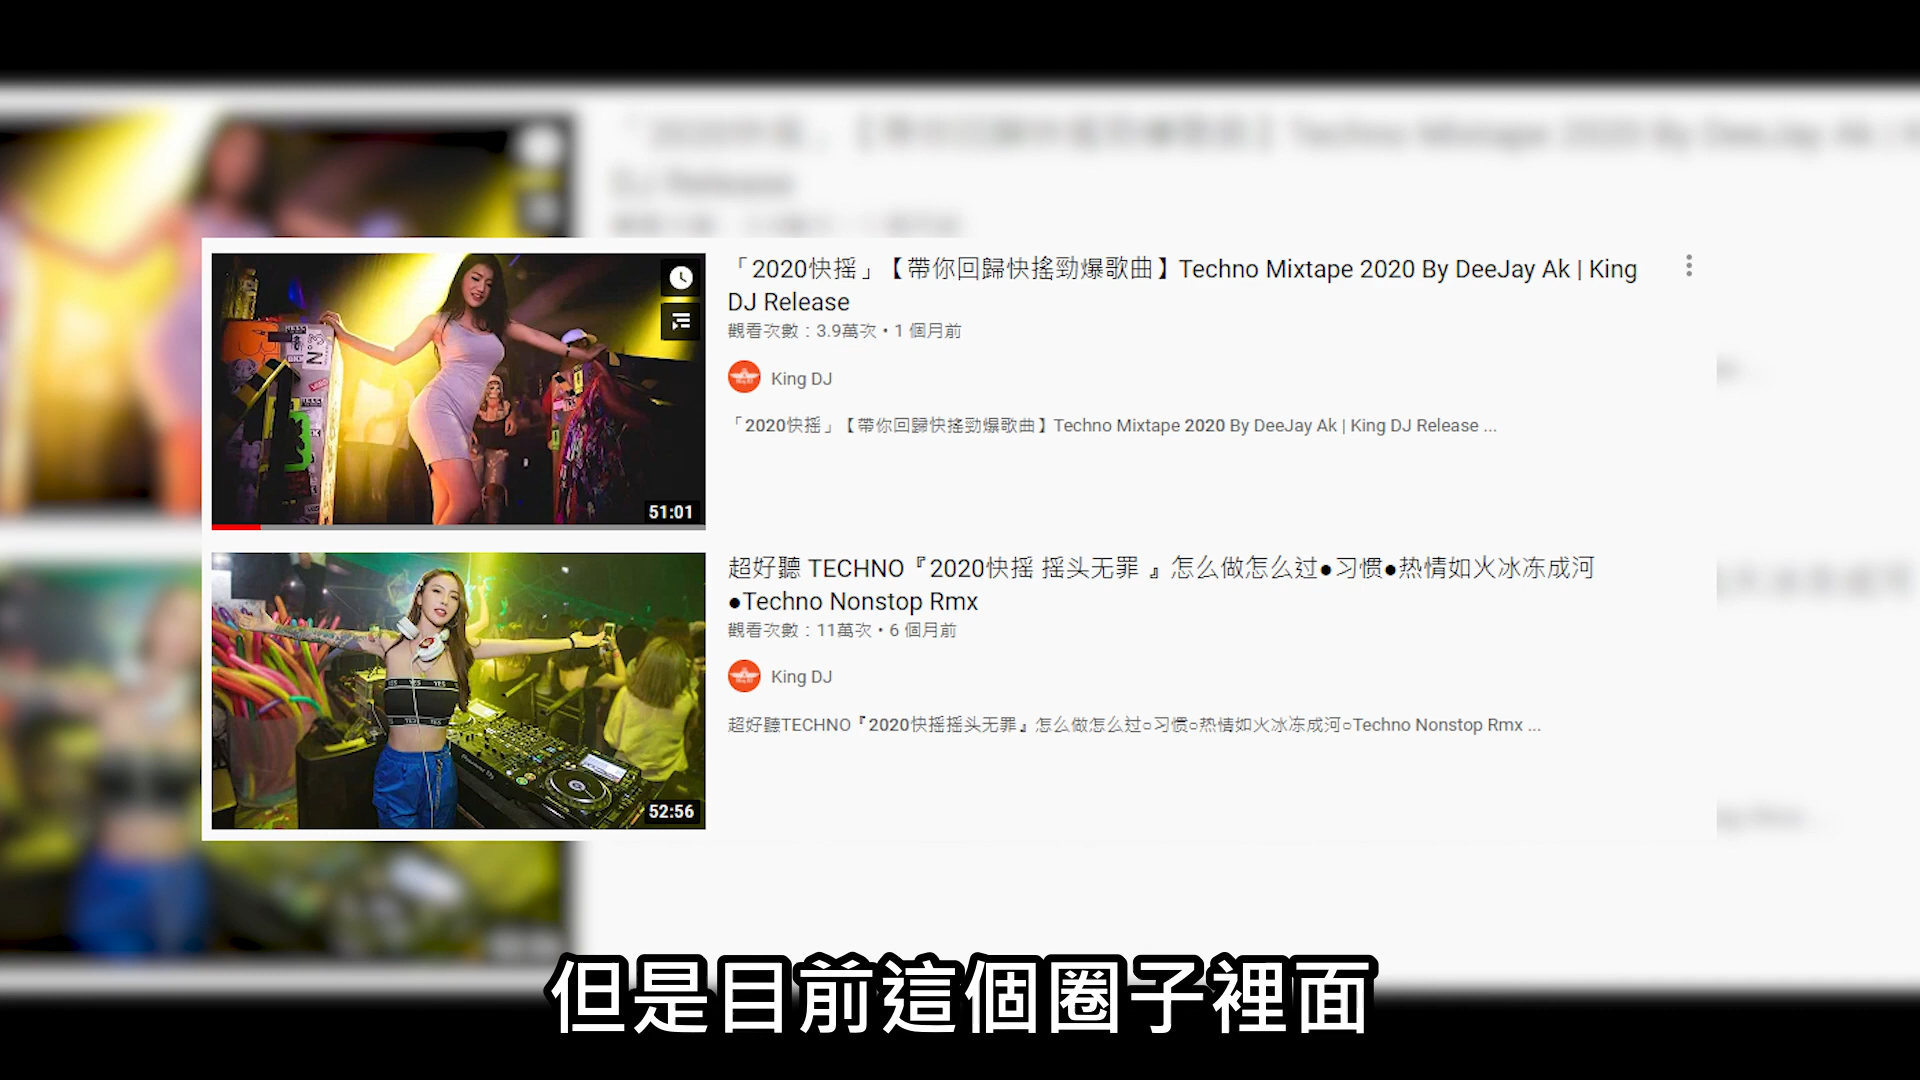 「2020快摇」【帶你回歸快搖勁爆歌曲】Techno Mixtape 2020 By DeeJay Ak | King
DJ Release
觀看次數：3.9萬次 • 1 個月前
King DJ
「2020快摇」【帶你回歸快搖勁爆歌曲】Techno Mixtape 2020 By DeeJay Ak | King DJ Release ...
51:01
超好聽 TECHNO『2020快摇 摇头无罪 』怎么做怎么过●习惯●热情如火冰冻成河
●Techno Nonstop Rmx
觀看次數：11萬次 • 6 個月前
King DJ
超好聽TECHNO『2020快摇摇头无罪』怎么做怎么过○习惯○热情如火冰冻成河○Techno Nonstop Rmx ...
YES YES YES
52:56
但是目前這個圈子裡面